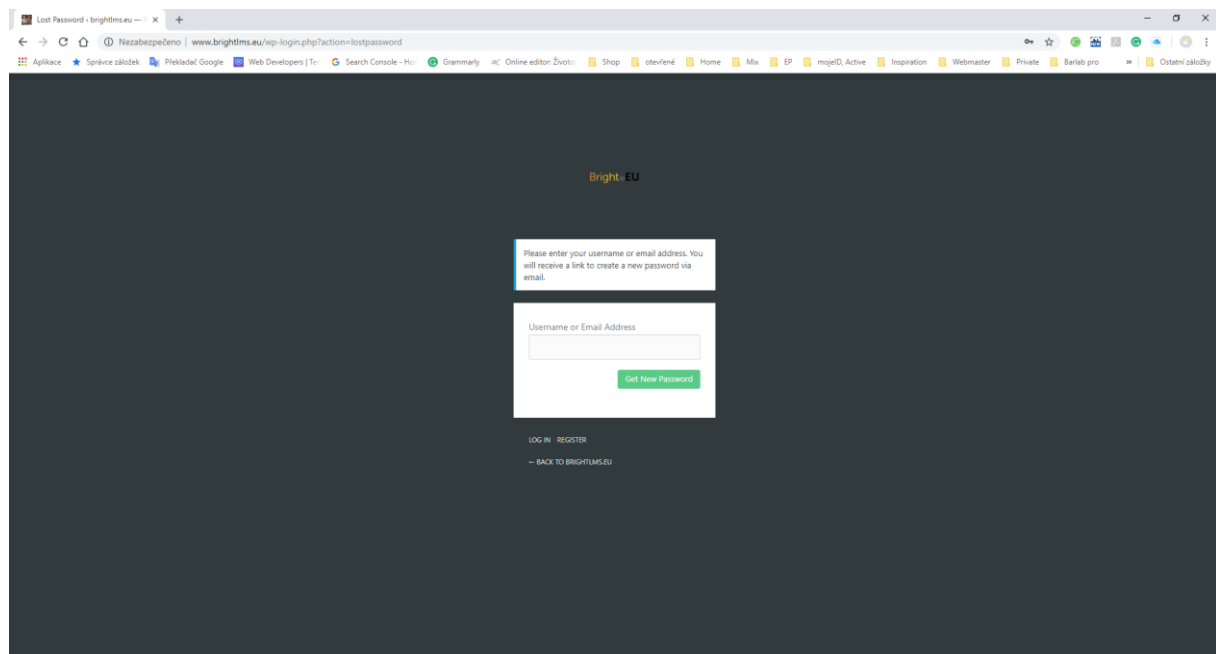 Lost Password ‹ brightlms.eu —
Nezabezpečeno | www.brightlms.eu/wp-login.php?action=lostpassword
Aplikace Správce záložek Překladač Google Web Developers | Te Search Console - Ho Grammarly Online editor: Životo Shop otevřené Home Mix EP mojeID, Active Inspiration Webmaster Private Barlab pro » Ostatní záložky
Bright EU
Please enter your username or email address. You
will receive a link to create a new password via
email.
Username or Email Address
Get New Password
LOG IN REGISTER
← BACK TO BRIGHTLMS.EU